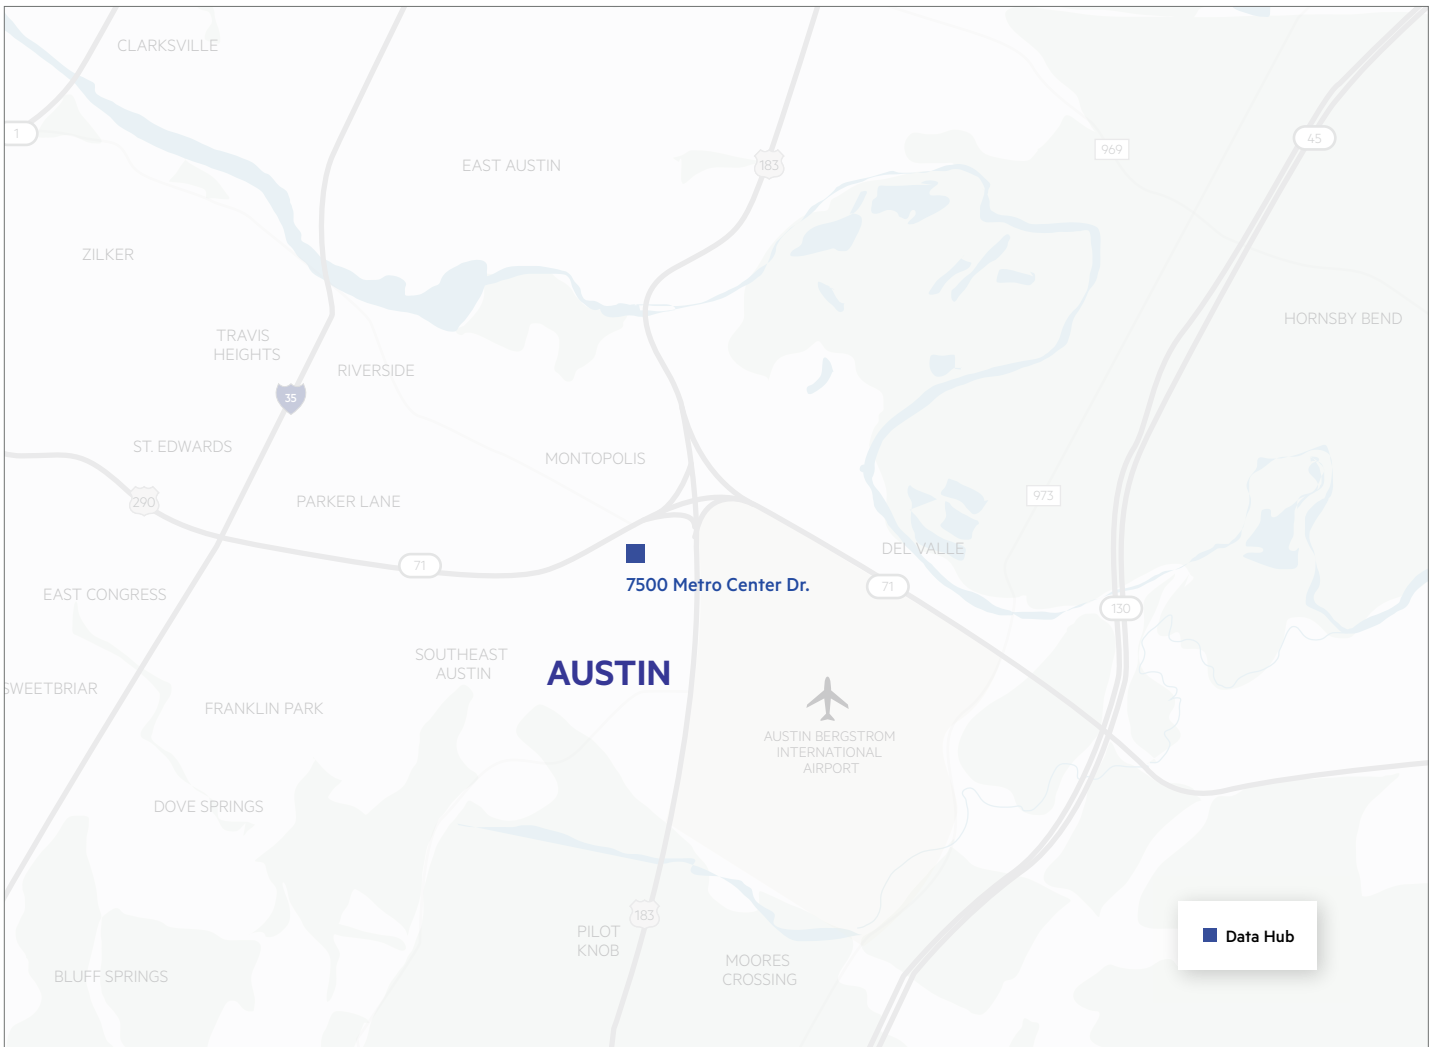 CLARKSVILLE
1
EAST AUSTIN
183
969
45
ZILKER
HORNSBY BEND
TRAVIS
HEIGHTS
RIVERSIDE
35
ST. EDWARDS
MONTOPOLIS
290
PARKER LANE
973
71
DEL VALLE
7500 Metro Center Dr.
71
EAST CONGRESS
130
SOUTHEAST
AUSTIN
AUSTIN
SWEETBRIAR
FRANKLIN PARK
AUSTIN BERGSTROM
INTERNATIONAL
AIRPORT
DOVE SPRINGS
183
PILOT
KNOB
Data Hub
MOORES
CROSSING
BLUFF SPRINGS